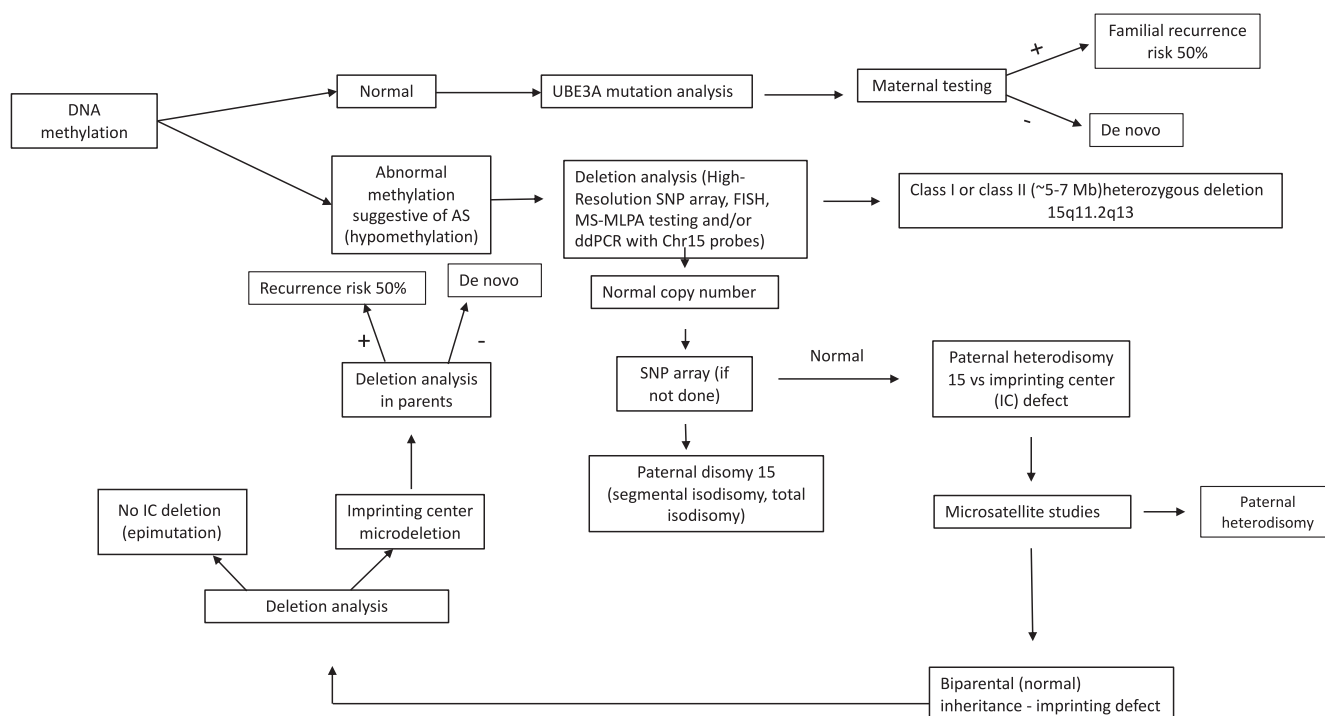 Familial recurrence
risk 50%
+
DNA
methylation
Normal
UBE3A mutation analysis
Maternal testing
-
De novo
Abnormal
methylation
suggestive of AS
(hypomethylation)
Deletion analysis (High-
Resolution SNP array, FISH,
MS-MLPA testing and/or
ddPCR with Chr15 probes)
Class I or class II (~5-7 Mb)heterozygous deletion
15q11.2q13
Recurrence risk 50%
De novo
Normal copy number
+
-
Deletion analysis
in parents
SNP array (if
not done)
Normal
Paternal heterodisomy
15 vs imprinting center
(IC) defect
Paternal disomy 15
(segmental isodisomy, total
isodisomy)
No IC deletion
(epimutation)
Imprinting center
microdeletion
Microsatellite studies
Paternal
heterodisomy
Deletion analysis
Biparental (normal)
inheritance - imprinting defect